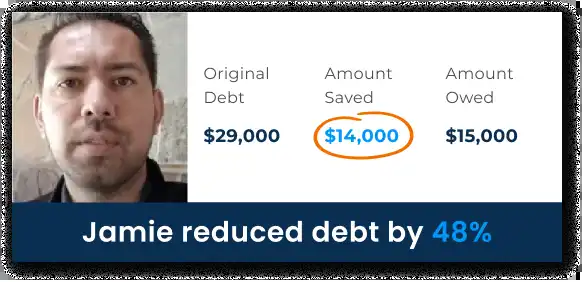 Original Debt
$29,000
Amount Saved
$14,000
Amount Owed
$15,000
Jamie reduced debt by 48%